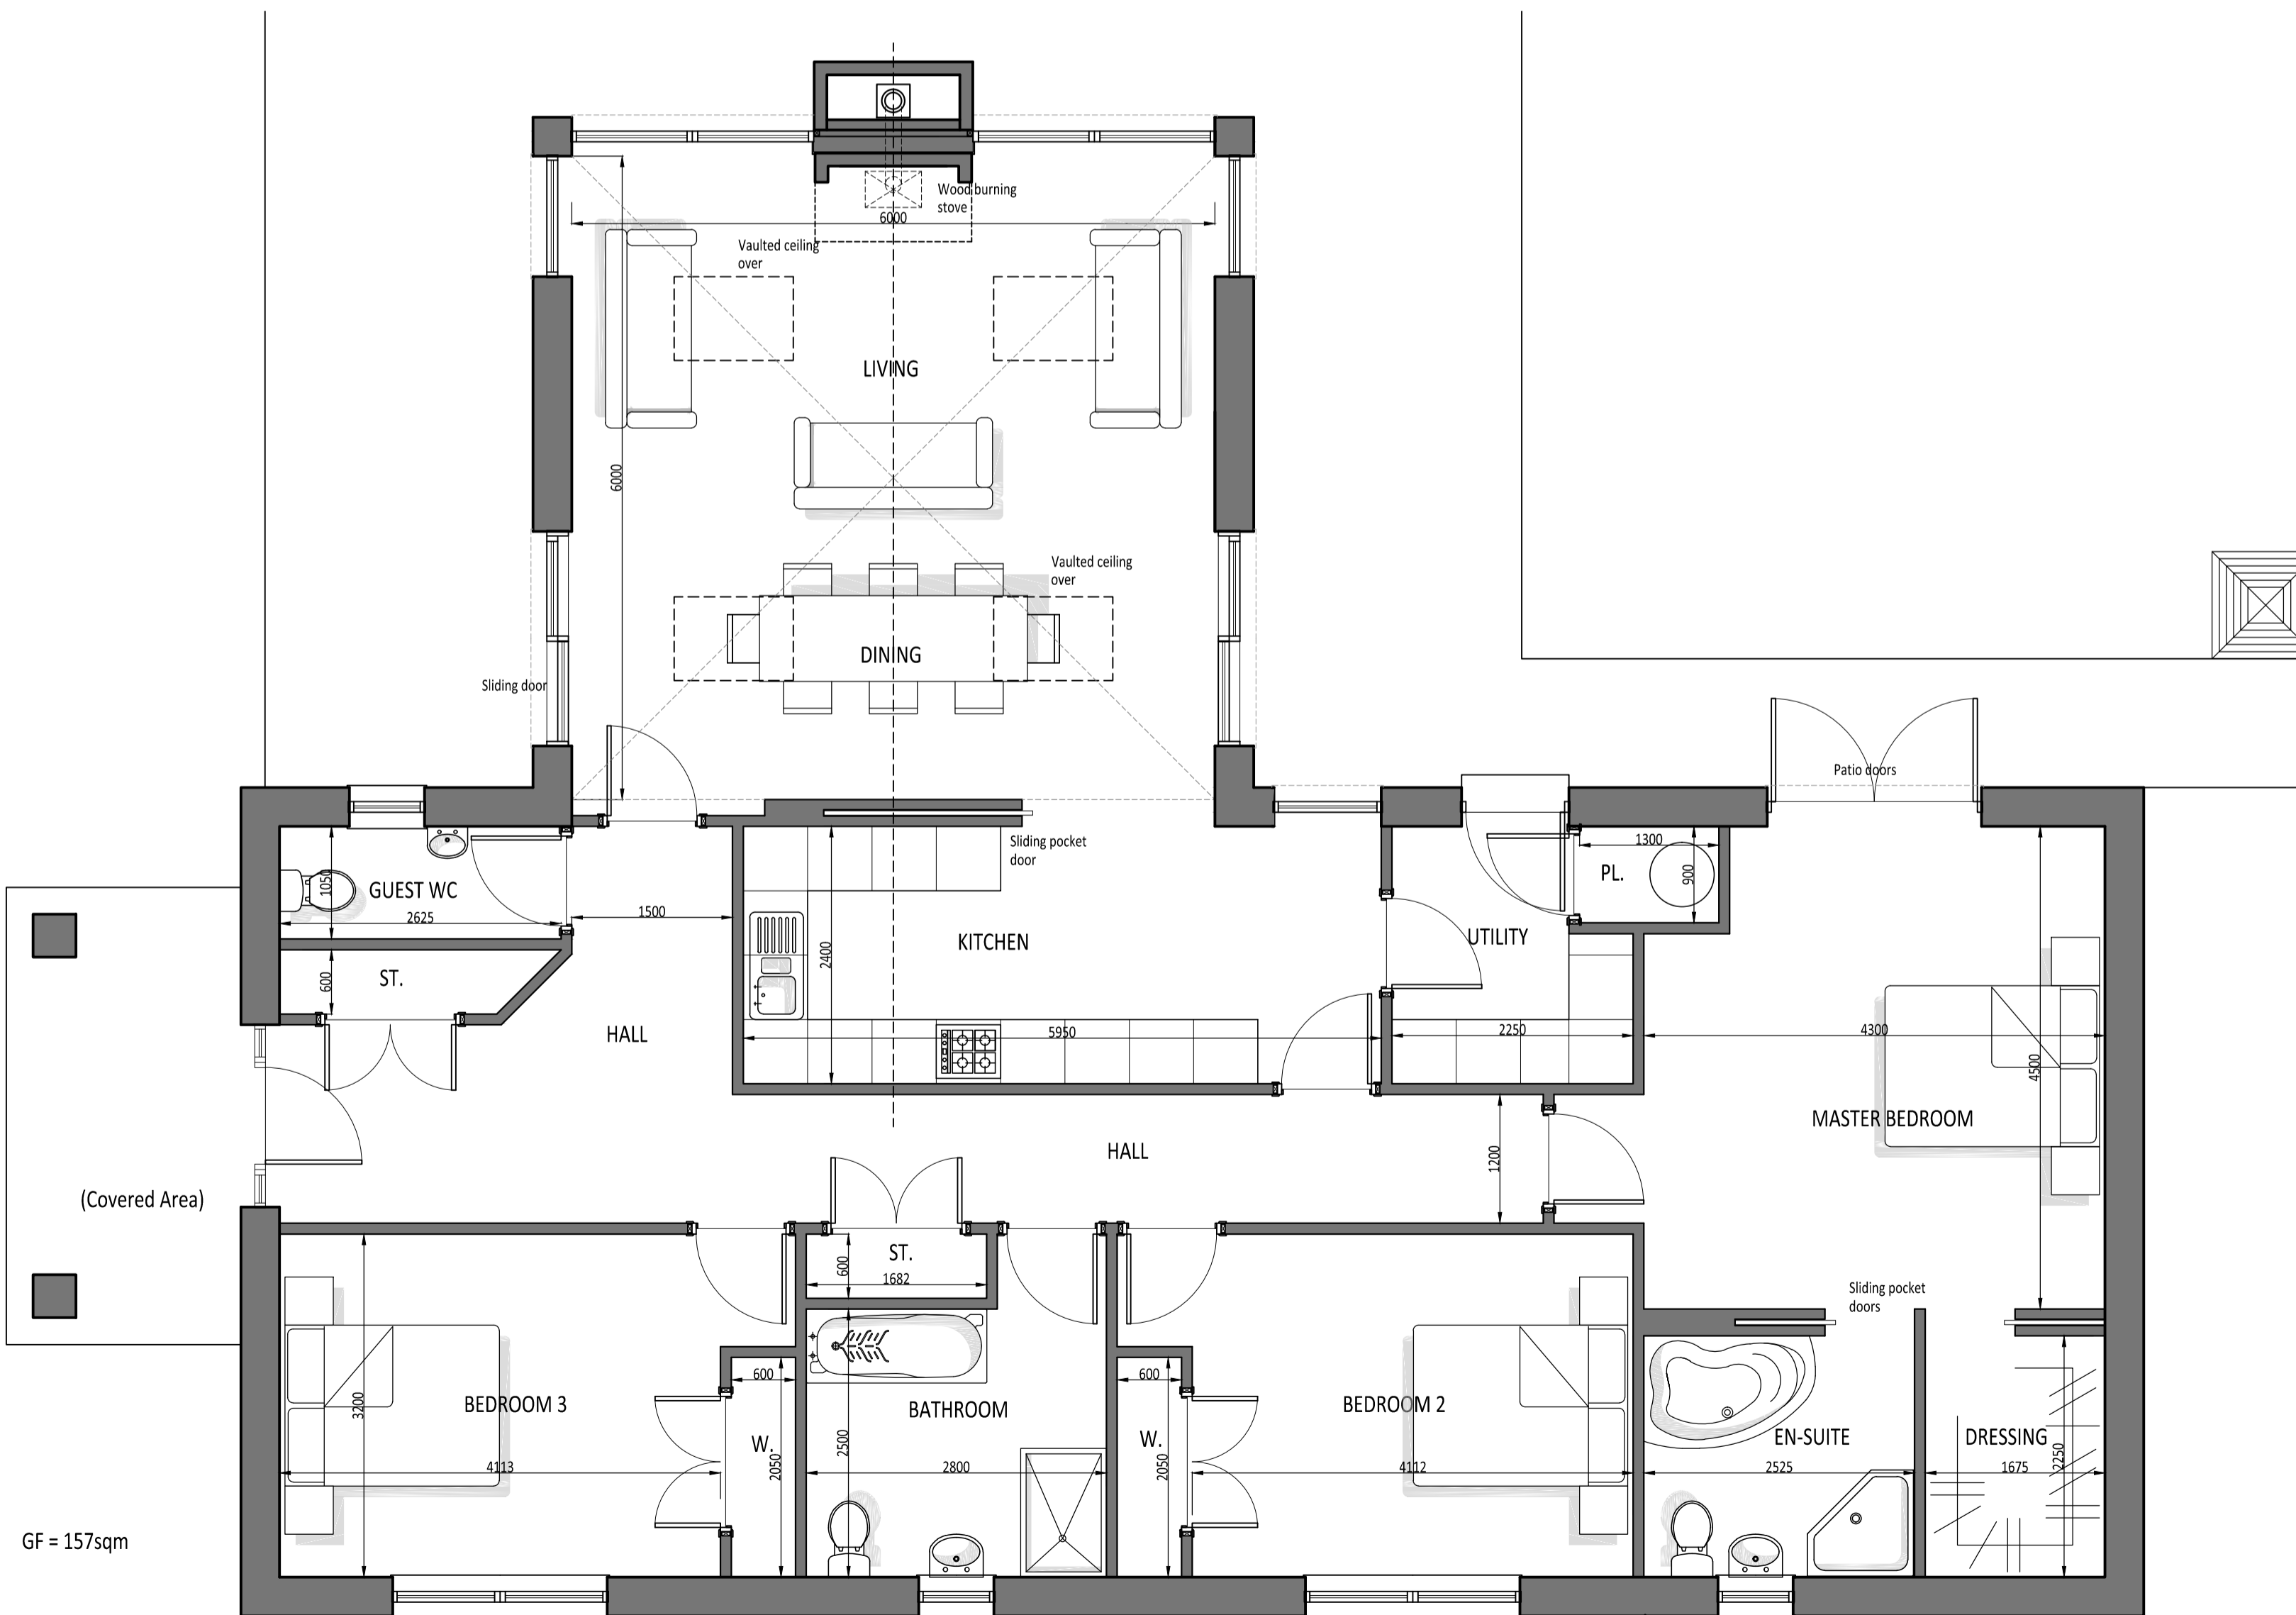 Wood burning
stove
6000
Vaulted ceiling
over
LIVING
6000
Vaulted ceiling
over
DINING
Sliding door
Patio doors
Sliding pocket
door
1300
PL.
900
1050
GUEST WC
2625
1500
2400
KITCHEN
UTILITY
600
ST.
HALL
5950
2250
4300
4500
MASTER BEDROOM
HALL
1200
(Covered Area)
ST.
600
1682
Sliding pocket
doors
3200
BEDROOM 3
4113
600
W.
2050
2500
BATHROOM
2800
600
W.
2050
BEDROOM 2
4112
EN-SUITE
2525
DRESSING
1675
2250
GF = 157sqm